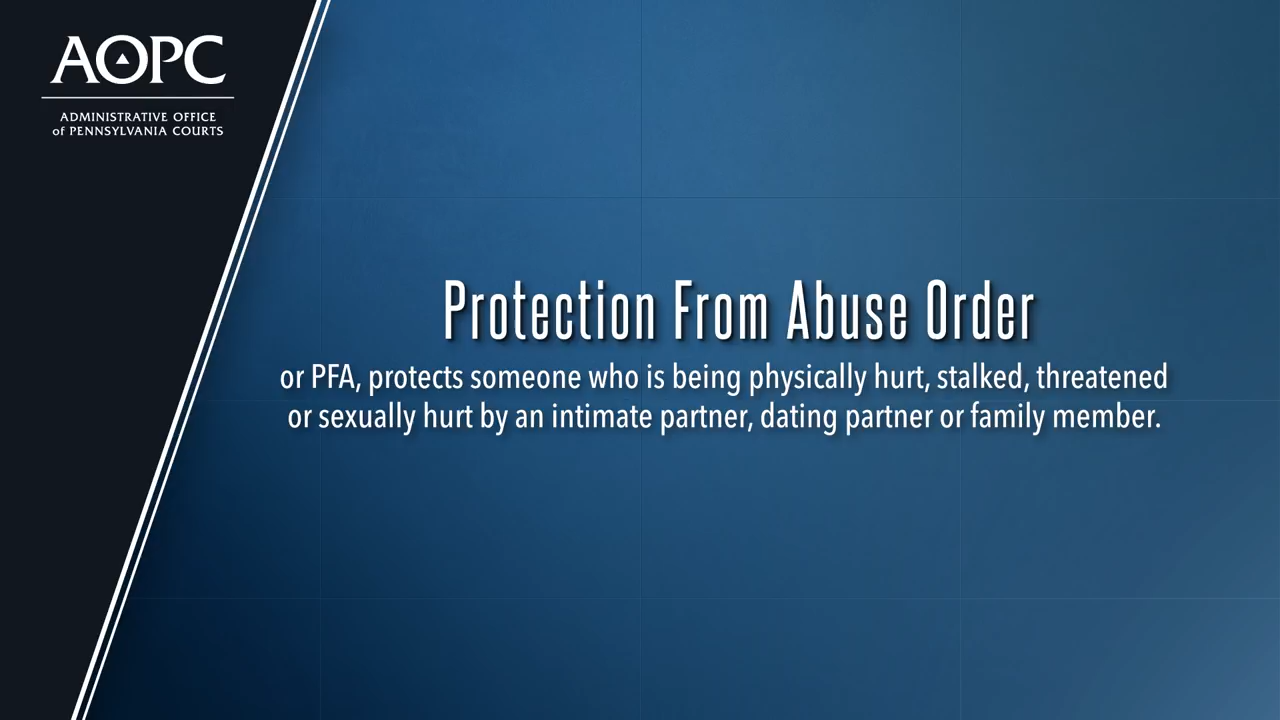 AOPC
ADMINISTRATIVE OFFICE
of PENNSYLVANIA COURTS
Protection From Abuse Order
or PFA, protects someone who is being physically hurt, stalked, threatened
or sexually hurt by an intimate partner, dating partner or family member.